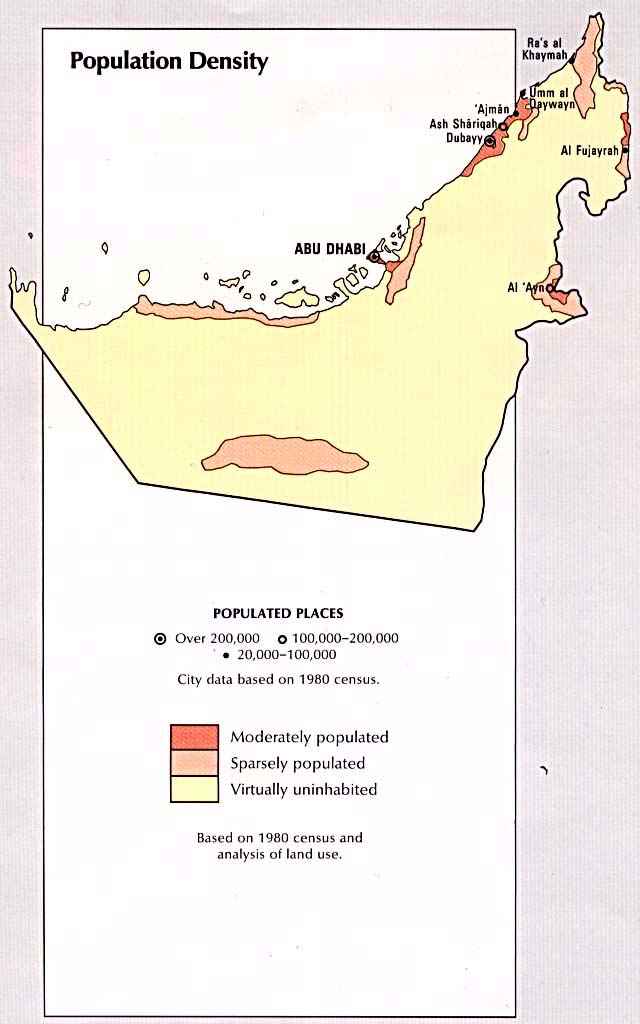 Population Density
Ra's al
Khaymah
Umm al
Qaywayn
'Ajmān
Ash Shāriqah
Dubayy
Al Fujayrah
ABU DHABI
Al 'Ayn
POPULATED PLACES
Over 200,000 100,000–200,000
20,000–100,000
City data based on 1980 census.
Moderately populated
Sparsely populated
Virtually uninhabited
Based on 1980 census and
analysis of land use.